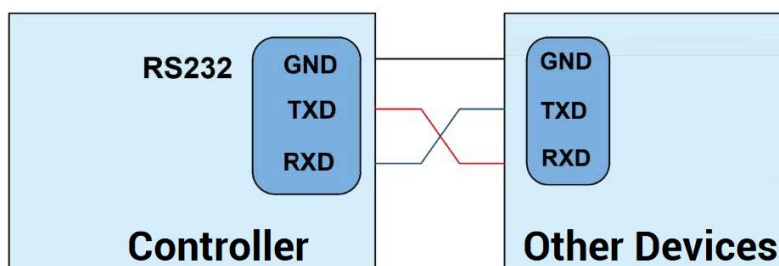 RS232
GND
TXD
RXD
Controller
GND
TXD
RXD
Other Devices